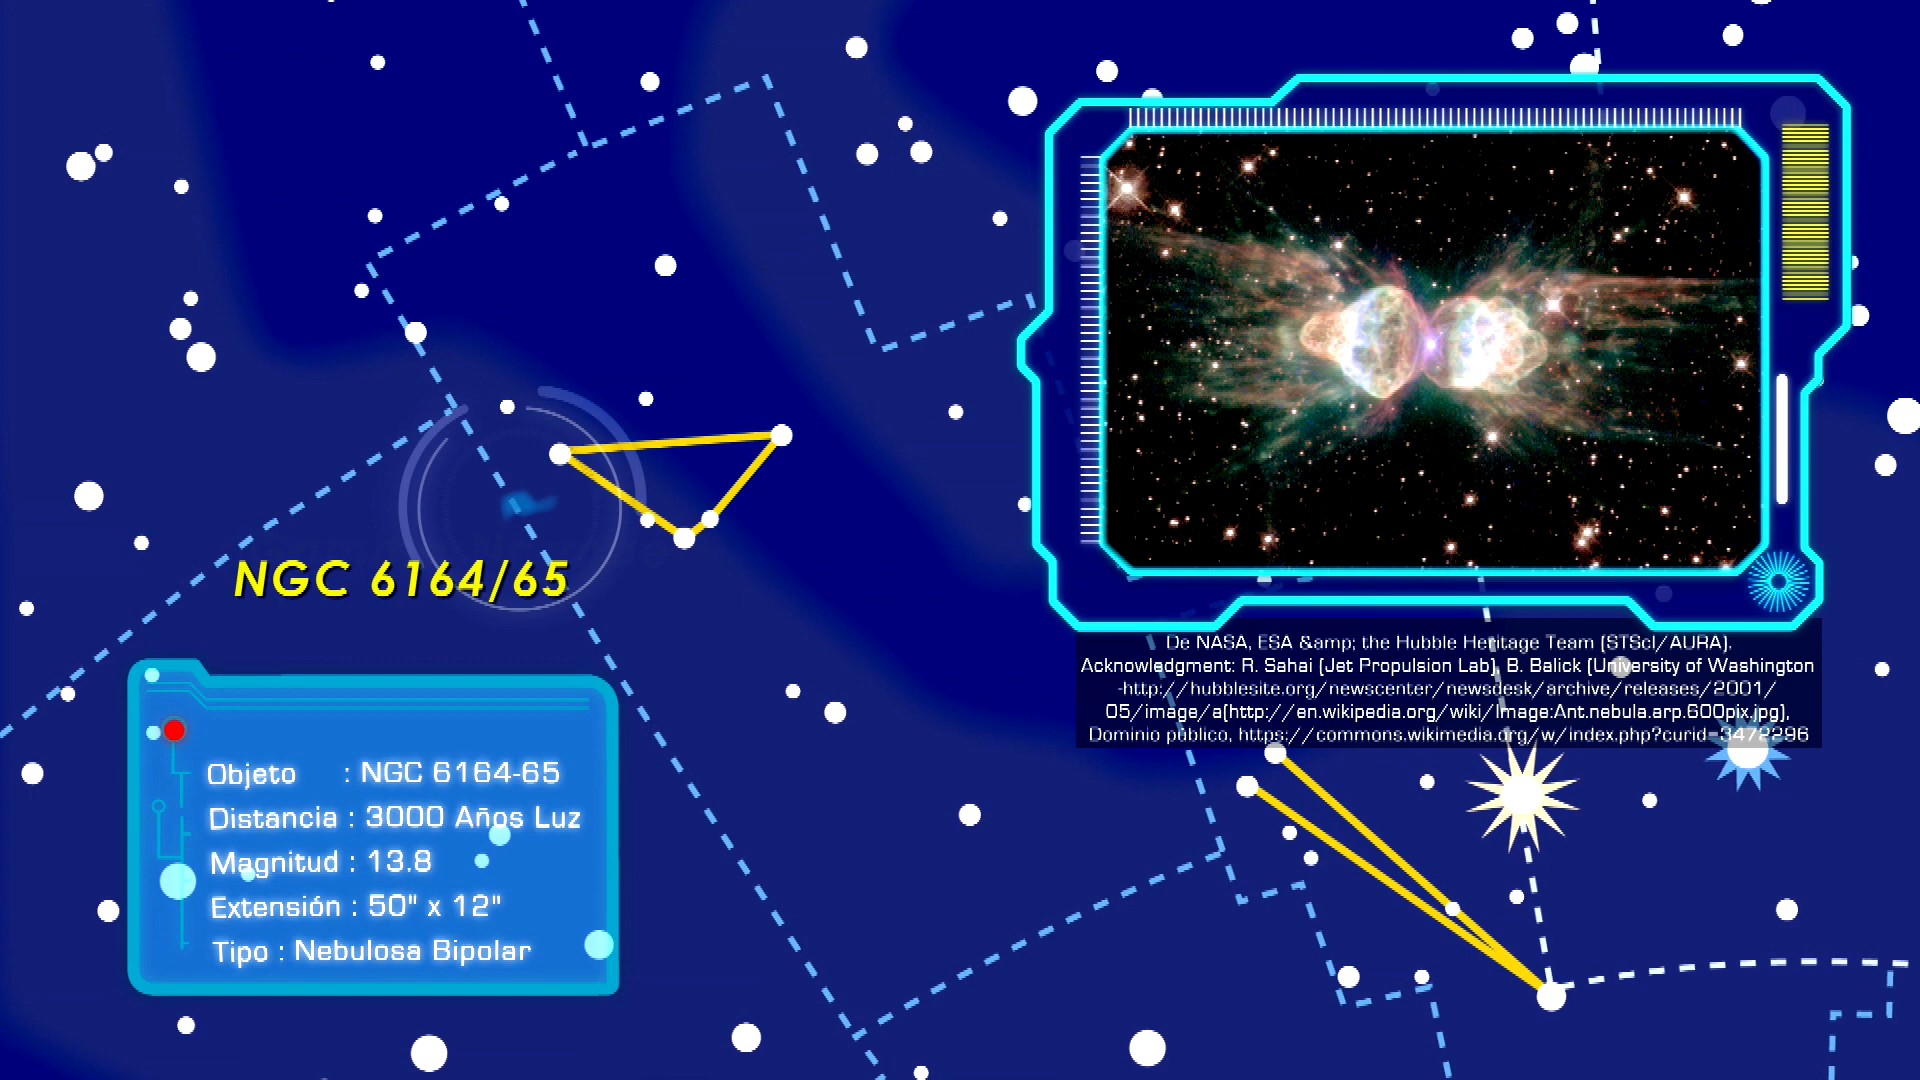 De NASA, ESA &amp; the Hubble Heritage Team (STScI/AURA).
Acknowledgment: R. Sahai (Jet Propulsion Lab), B. Balick (University of Washington
-http://hubblesite.org/newscenter/newsdesk/archive/releases/2001/
05/image/a(http://en.wikipedia.org/wiki/Image:Ant.nebula.arp.600pix.jpg),
Dominio público, https://commons.wikimedia.org/w/index.php?curid=3472296
NGC 6164/65
Objeto : NGC 6164-65
Distancia : 3000 Años Luz
Magnitud : 13.8
Extensión : 50" x 12"
Tipo : Nebulosa Bipolar